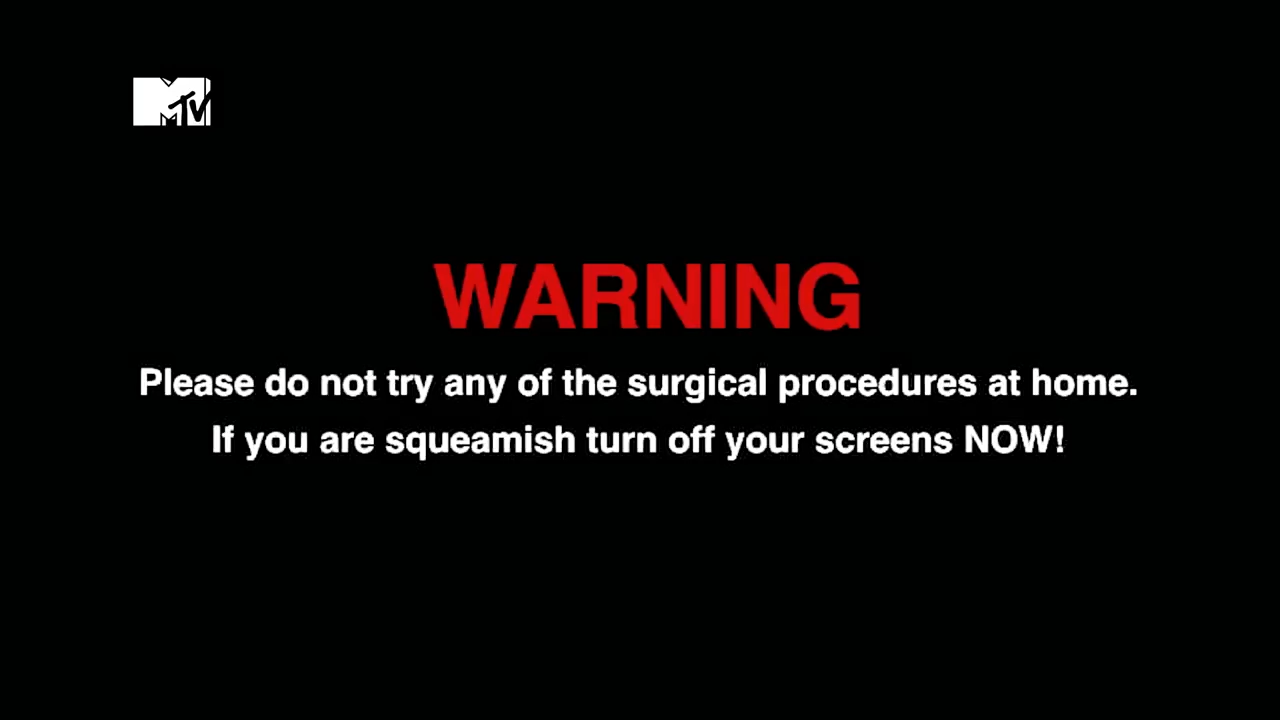 MTV
WARNING
Please do not try any of the surgical procedures at home.
If you are squeamish turn off your screens NOW!